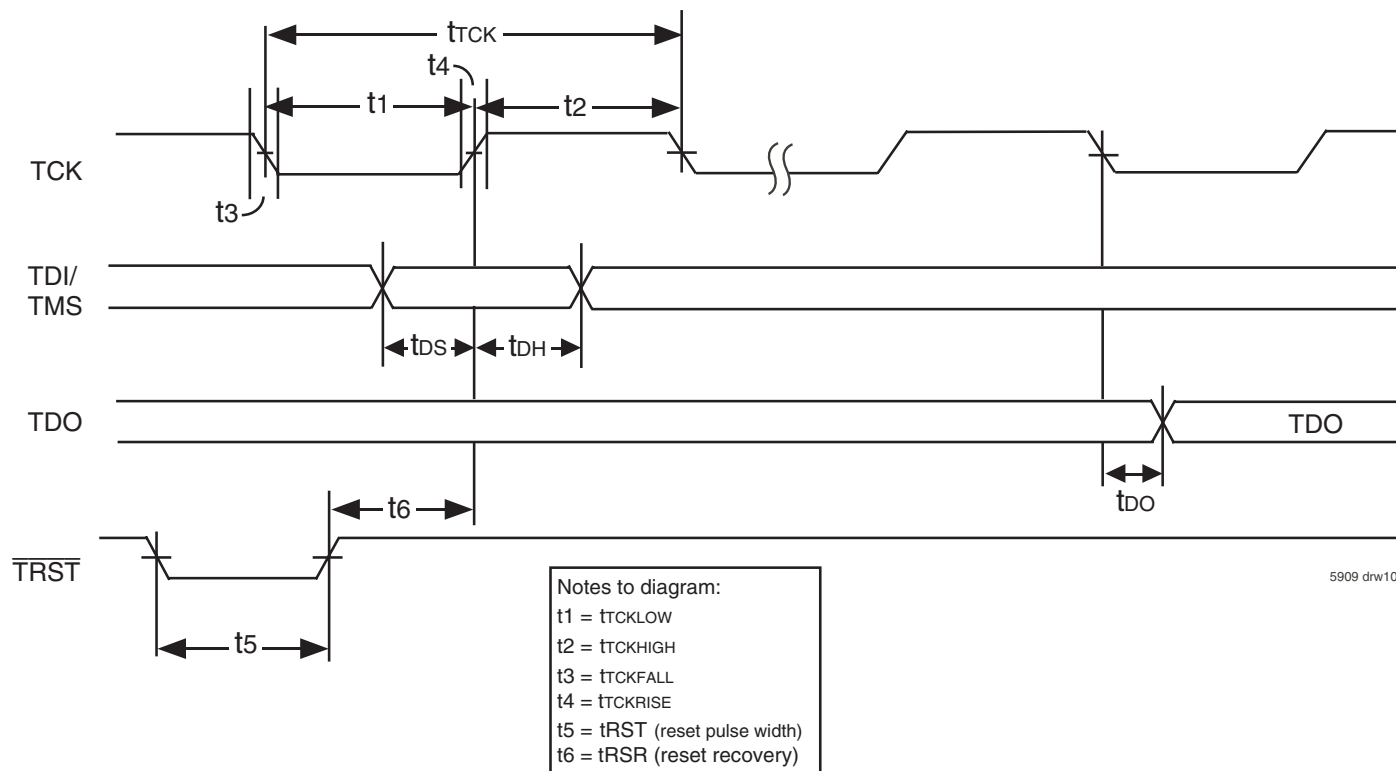 tTCK
t4
t1
t2
TCK
t3
TDI/
TMS
tDS
tDH
TDO
TDO
tDO
t6
TRST
5909 drw10
t5
Notes to diagram:
t1 = tTCKLOW
t2 = tTCKHIGH
t3 = tTCKFALL
t4 = tTCKRISE
t5 = tRST (reset pulse width)
t6 = tRSR (reset recovery)